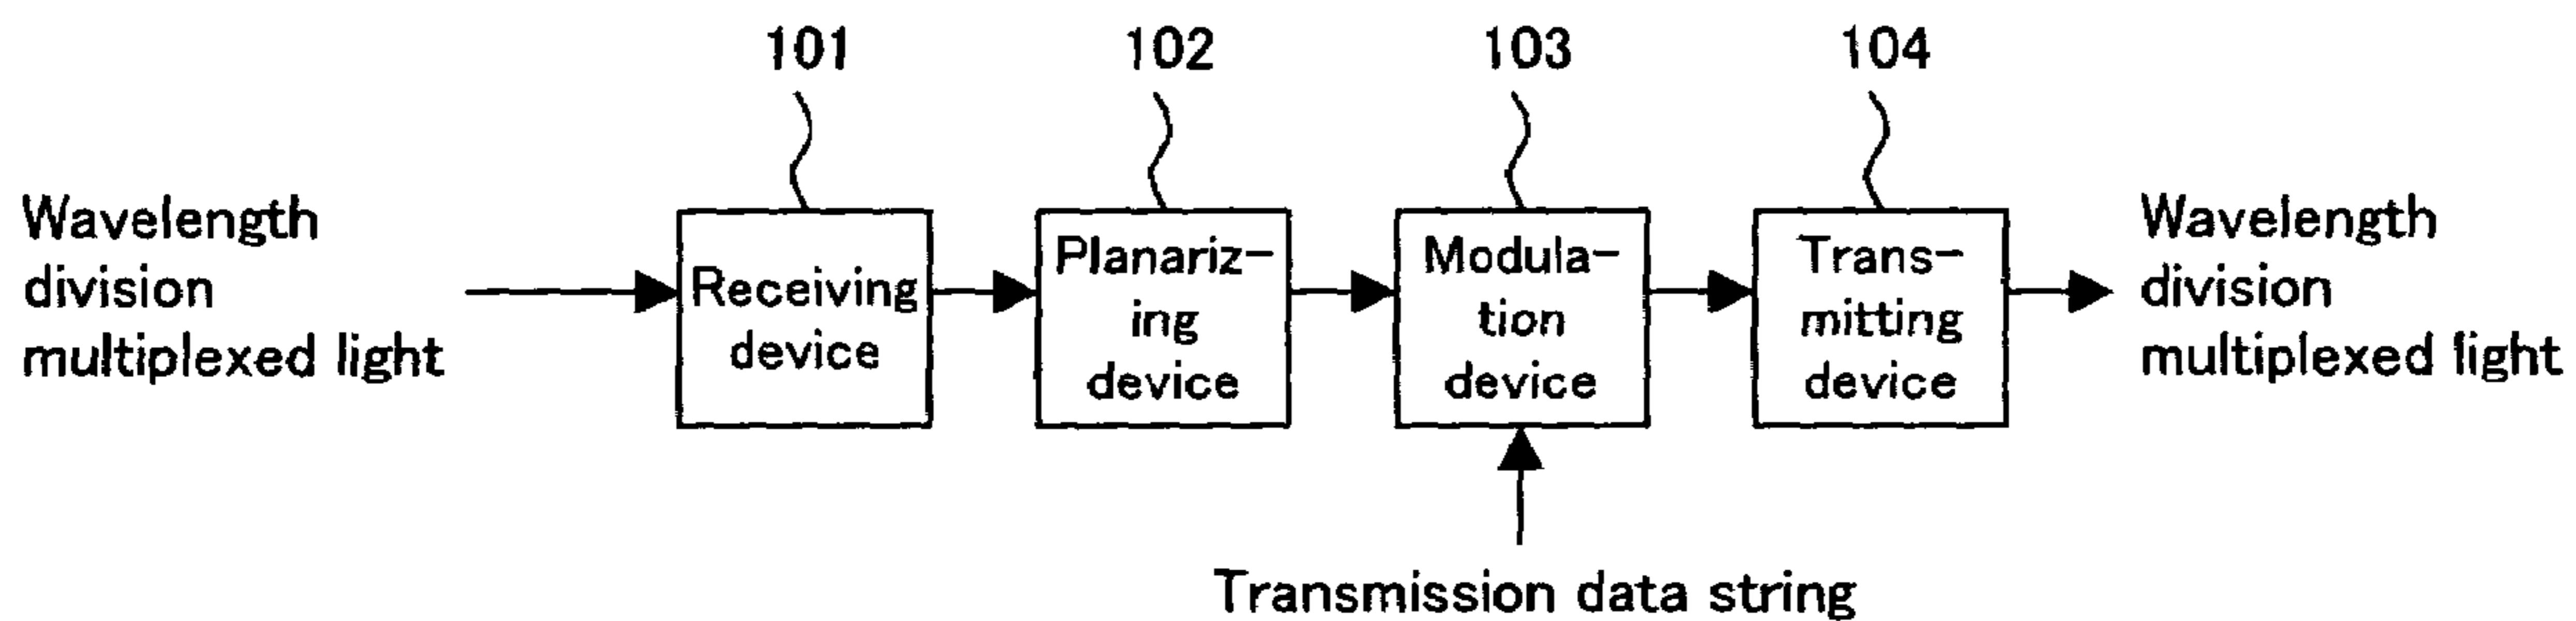 101
102
103
104
Wavelength
division
multiplexed light
Receiving
device
Planariz-
ing
device
Modula-
tion
device
Trans-
mitting
device
Wavelength
division
multiplexed light
Transmission data string